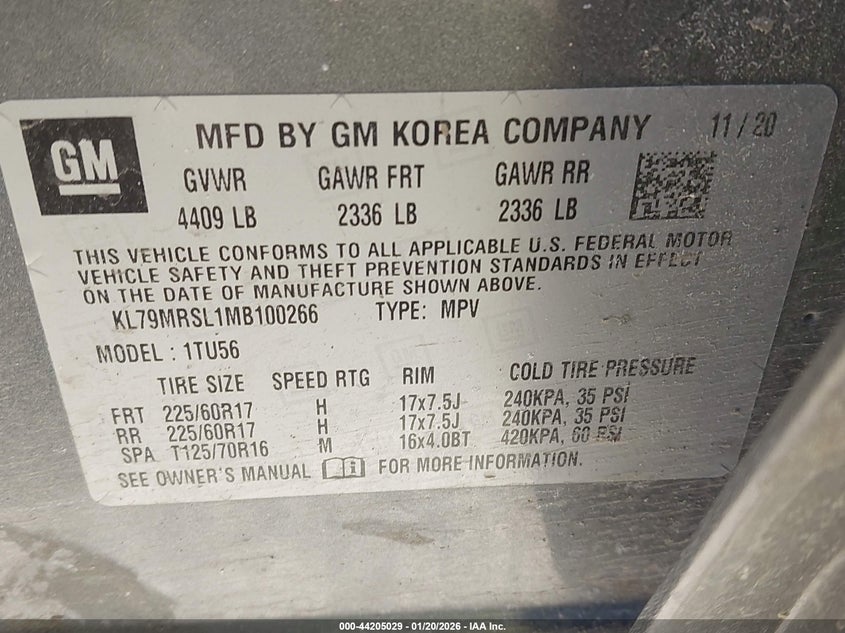 GM
MFD BY GM KOREA COMPANY 11/20
GVWR GAWR FRT GAWR RR
4409 LB 2336 LB 2336 LB
THIS VEHICLE CONFORMS TO ALL APPLICABLE U.S. FEDERAL MOTOR
VEHICLE SAFETY AND THEFT PREVENTION STANDARDS IN EFFECT
ON THE DATE OF MANUFACTURE SHOWN ABOVE.
KL79MRSL1MB100266 TYPE: MPV
MODEL : 1TU56
TIRE SIZE SPEED RTG RIM COLD TIRE PRESSURE
FRT 225/60R17 H 17x7.5J 240KPA, 35 PSI
RR 225/60R17 H 17x7.5J 240KPA, 35 PSI
SPA T125/70R16 M 16x4.0BT 420KPA, 60 PSI
SEE OWNER'S MANUAL FOR MORE INFORMATION.
000-44205029 - 01/20/2026 - IAA Inc.